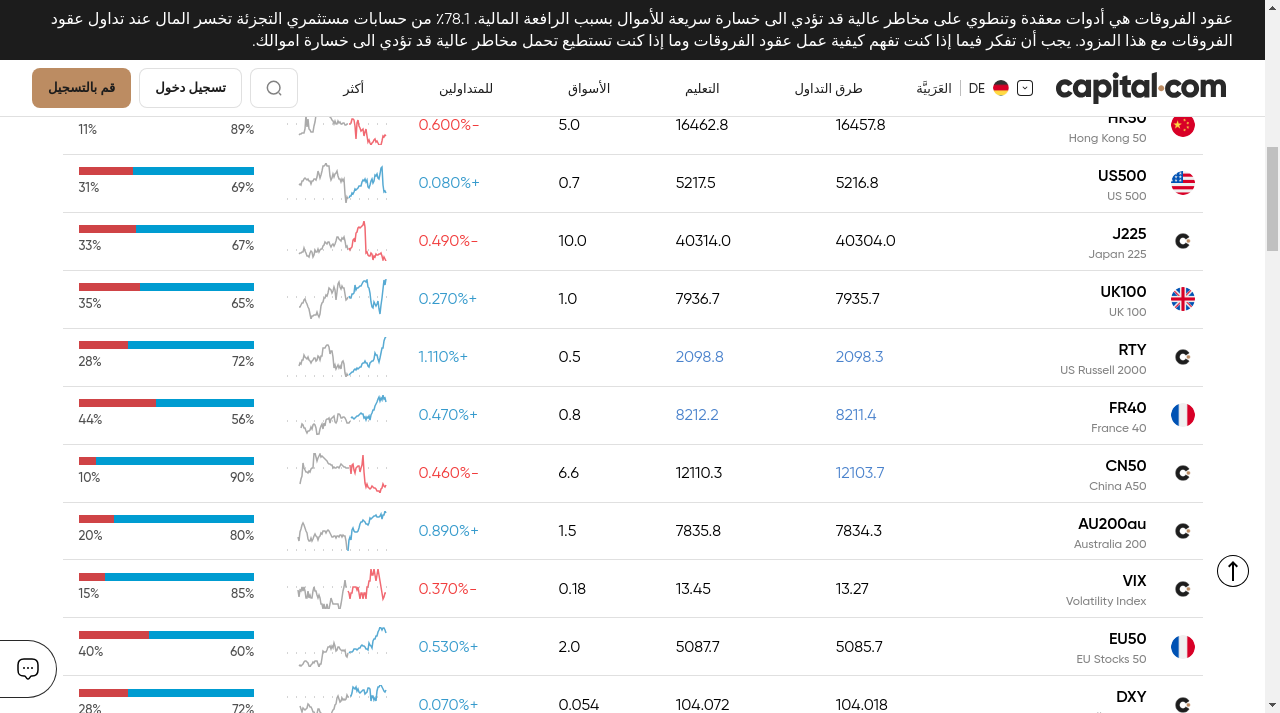 عقود الفروقات هي أدوات معقدة وتنطوي على مخاطر عالية قد تؤدي الى خسارة سريعة للأموال بسبب الرافعة المالية. 78.1٪ من حسابات مستثمري التجزئة تخسر المال عند تداول عقود
الفروقات مع هذا المزود. يجب أن تفكر فيما إذا كنت تفهم كيفية عمل عقود الفروقات وما إذا كنت تستطيع تحمل مخاطر عالية قد تؤدي الى خسارة اموالك.
capital.com DE العَرَبِيَّة طرق التداول التعليم الأسواق للمتداولين أكثر تسجيل دخول قم بالتسجيل
HK50 16457.8 16462.8 5.0 0.600%- 89% 11%
Hong Kong 50
US500 5216.8 5217.5 0.7 0.080%+ 69% 31%
US 500
J225 40304.0 40314.0 10.0 0.490%- 67% 33%
Japan 225
UK100 7935.7 7936.7 1.0 0.270%+ 65% 35%
UK 100
RTY 2098.3 2098.8 0.5 1.110%+ 72% 28%
US Russell 2000
FR40 8211.4 8212.2 0.8 0.470%+ 56% 44%
France 40
CN50 12103.7 12110.3 6.6 0.460%- 90% 10%
China A50
AU200au 7834.3 7835.8 1.5 0.890%+ 80% 20%
Australia 200
VIX 13.27 13.45 0.18 0.370%- 85% 15%
Volatility Index
EU50 5085.7 5087.7 2.0 0.530%+ 60% 40%
EU Stocks 50
DXY 104.018 104.072 0.054 0.070%+ 72% 28%